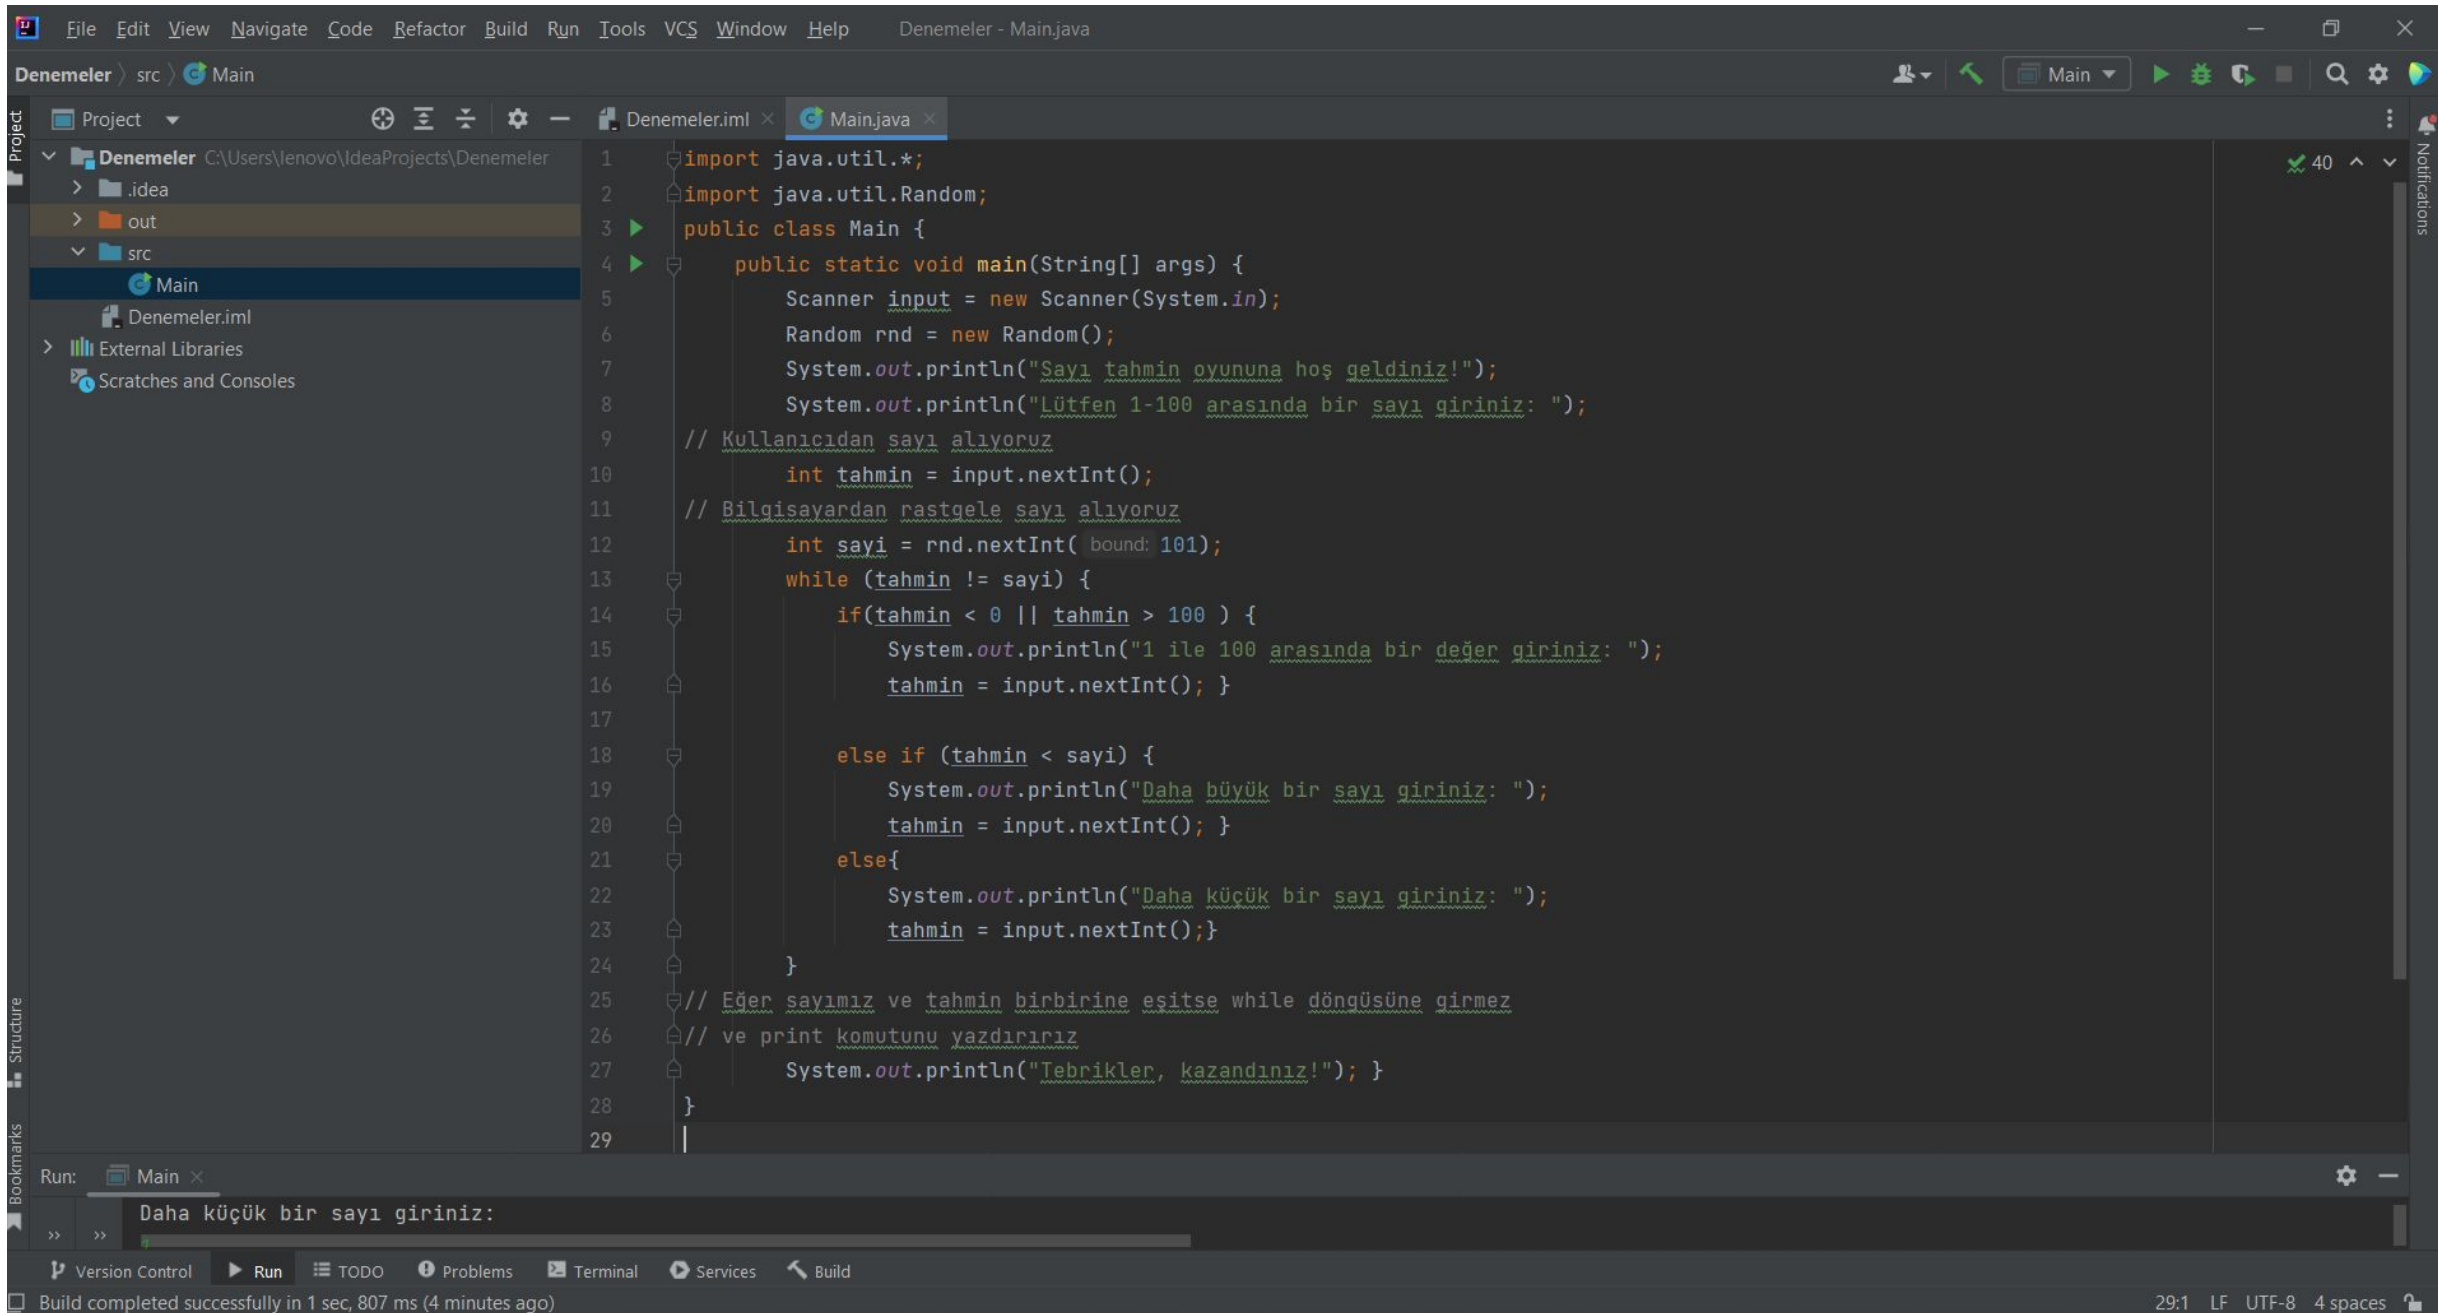 File Edit View Navigate Code Refactor Build Run Tools VCS Window Help Denemeler - Main.java
Denemeler src Main
Main
Project
Project
Denemeler C:\Users\lenovo\IdeaProjects\Denemeler
.idea
out
src
Main
Denemeler.iml
External Libraries
Scratches and Consoles
Structure
Bookmarks
Denemeler.iml Main.java
40
Notifications
1 import java.util.*;
2 import java.util.Random;
3 public class Main {
4 public static void main(String[] args) {
5 Scanner input = new Scanner(System.in);
6 Random rnd = new Random();
7 System.out.println("Sayı tahmin oyununa hoş geldiniz!");
8 System.out.println("Lütfen 1-100 arasında bir sayı giriniz: ");
9 // Kullanıcıdan sayı alıyoruz
10 int tahmin = input.nextInt();
11 // Bilgisayardan rastgele sayı alıyoruz
12 int sayi = rnd.nextInt( bound: 101);
13 while (tahmin != sayi) {
14 if(tahmin < 0 || tahmin > 100 ) {
15 System.out.println("1 ile 100 arasında bir değer giriniz: ");
16 tahmin = input.nextInt(); }
17
18 else if (tahmin < sayi) {
19 System.out.println("Daha büyük bir sayı giriniz: ");
20 tahmin = input.nextInt(); }
21 else{
22 System.out.println("Daha küçük bir sayı giriniz: ");
23 tahmin = input.nextInt();}
24 }
25 // Eğer sayımız ve tahmin birbirine eşitse while döngüsüne girmez
26 // ve print komutunu yazdırırız
27 System.out.println("Tebrikler, kazandınız!"); }
28 }
29
Run: Main
Daha küçük bir sayı giriniz:
Version Control Run TODO Problems Terminal Services Build
Build completed successfully in 1 sec, 807 ms (4 minutes ago) 29:1 LF UTF-8 4 spaces